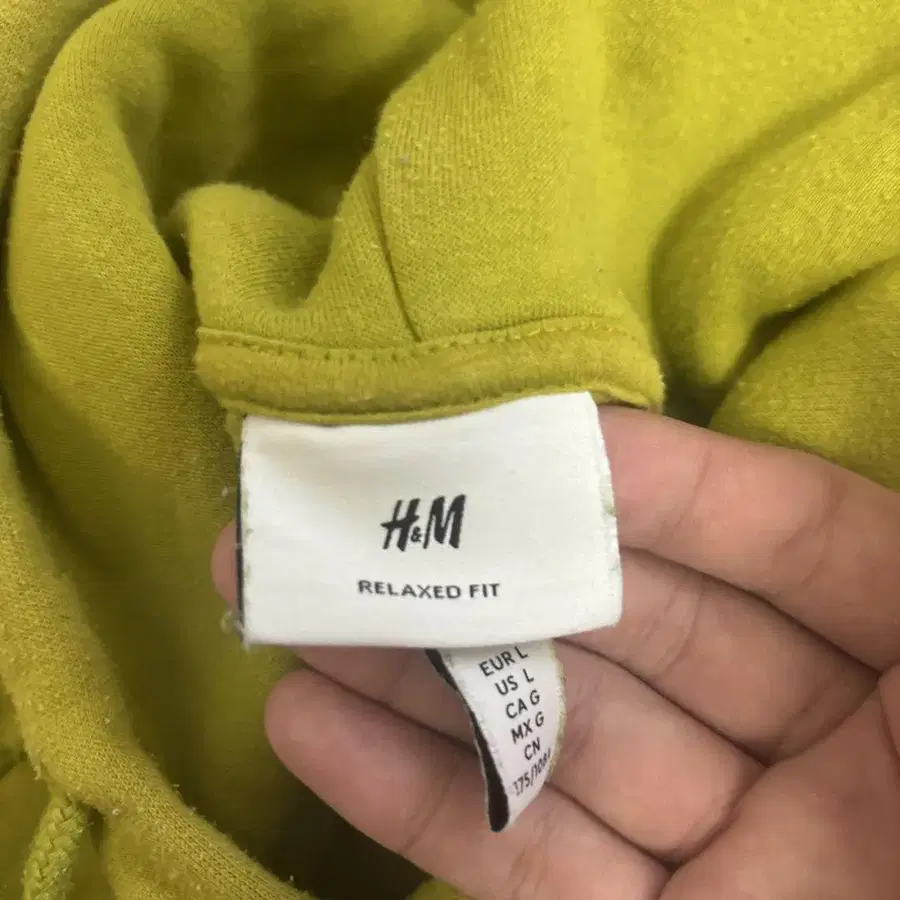 H&M
RELAXED FIT
EUR L
US L
CA G
MX G
CN